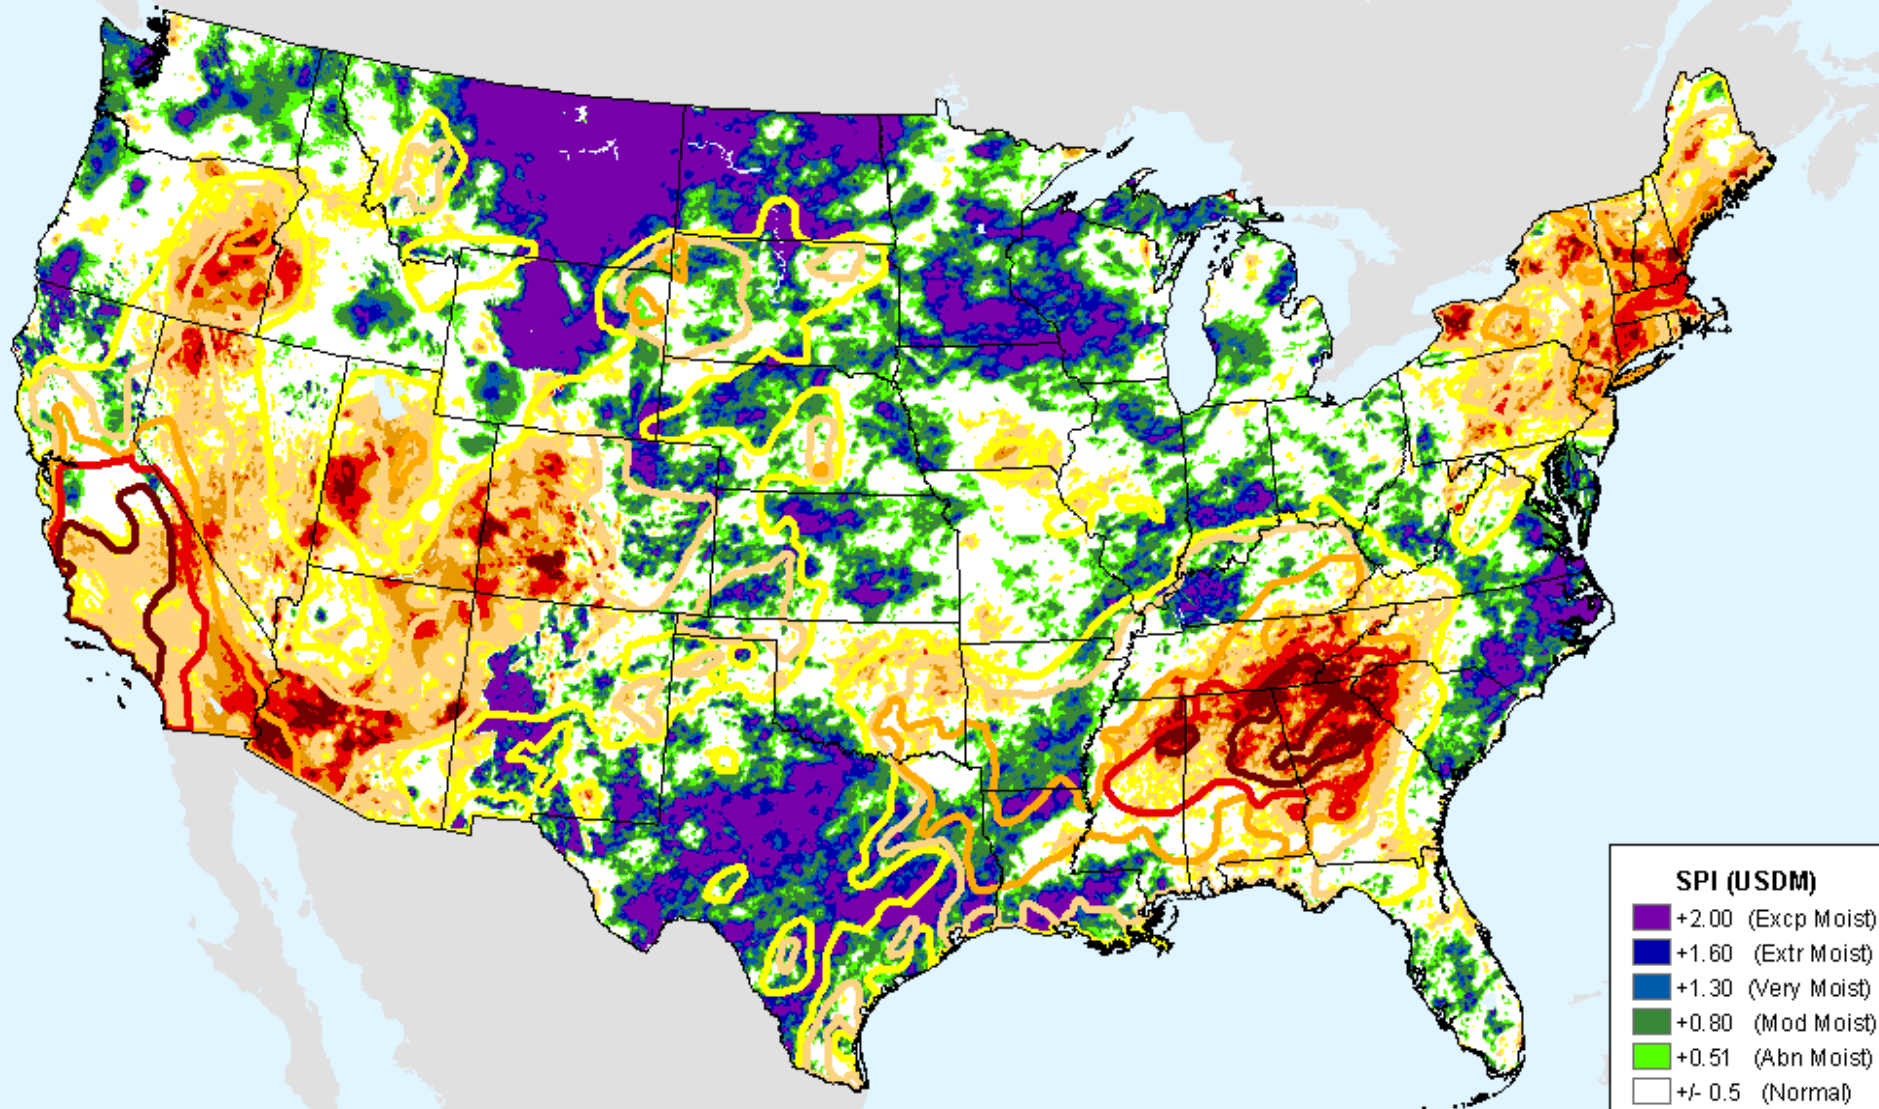 SPI (USDM)
+2.00 (Excp Moist)
+1.60 (Extr Moist)
+1.30 (Very Moist)
+0.80 (Mod Moist)
+0.51 (Abn Moist)
+/- 0.5 (Normal)